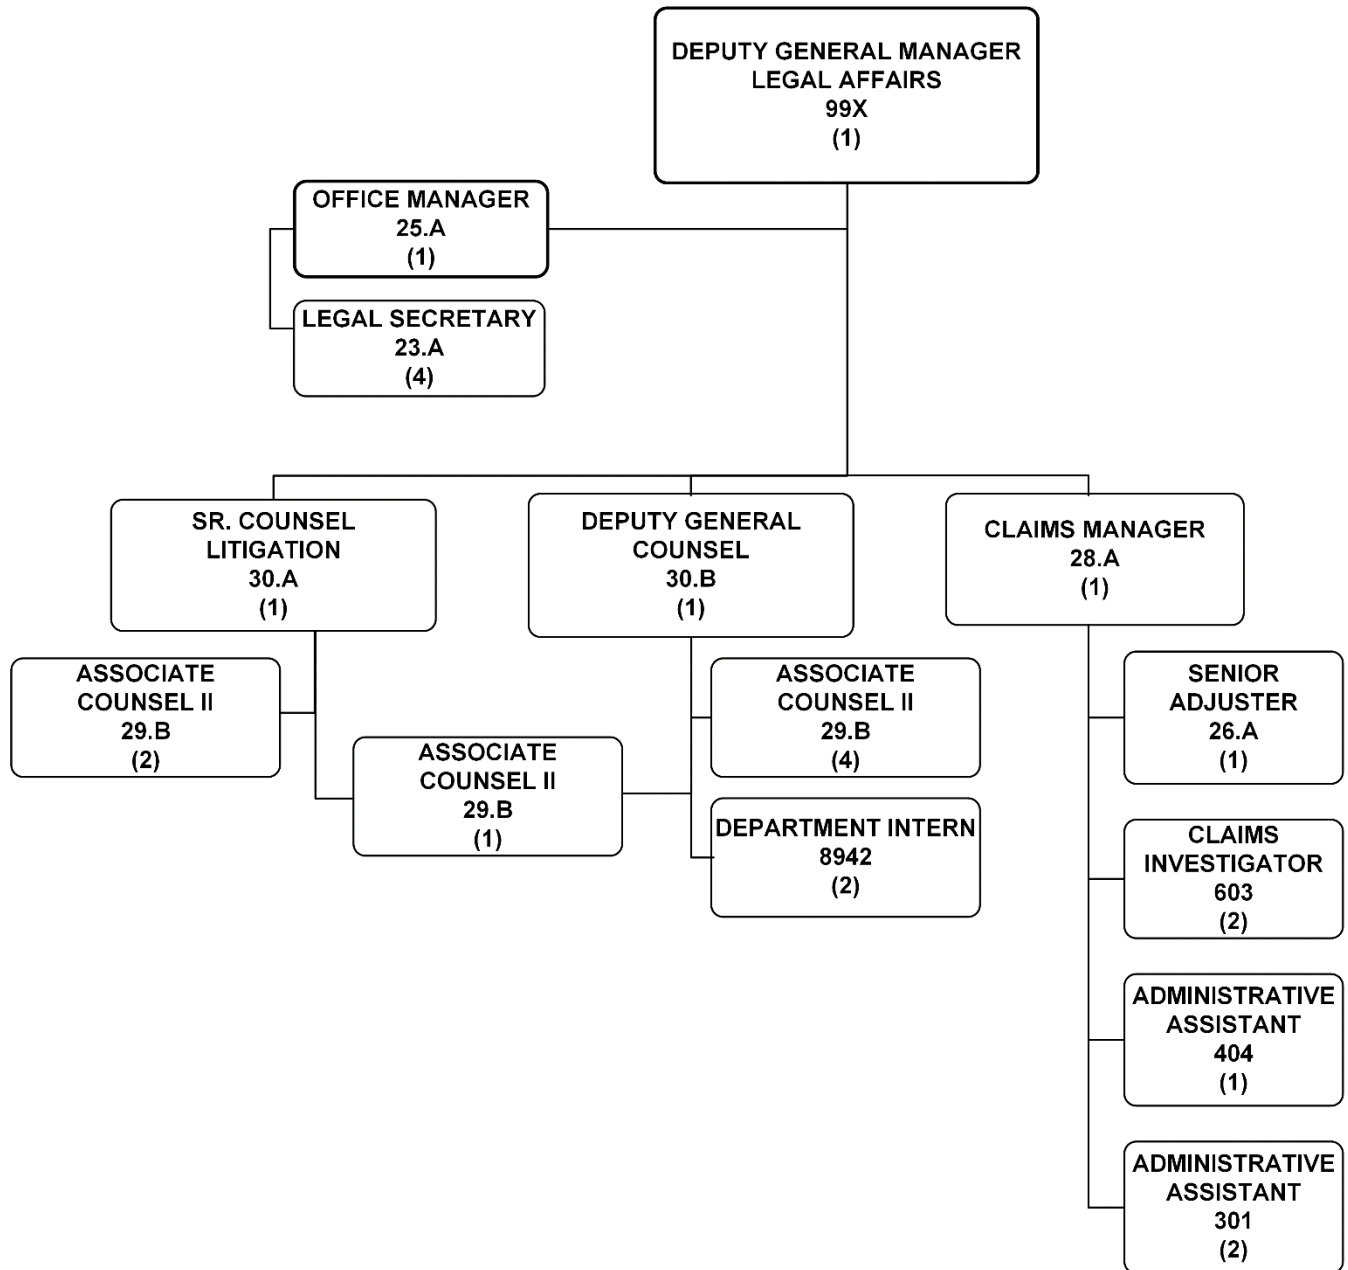 DEPUTY GENERAL MANAGER
LEGAL AFFAIRS
99X
(1)
OFFICE MANAGER
25.A
(1)
LEGAL SECRETARY
23.A
(4)
SR. COUNSEL
LITIGATION
30.A
(1)
DEPUTY GENERAL
COUNSEL
30.B
(1)
CLAIMS MANAGER
28.A
(1)
ASSOCIATE
COUNSEL II
29.B
(2)
ASSOCIATE
COUNSEL II
29.B
(1)
ASSOCIATE
COUNSEL II
29.B
(4)
DEPARTMENT INTERN
8942
(2)
SENIOR
ADJUSTER
26.A
(1)
CLAIMS
INVESTIGATOR
603
(2)
ADMINISTRATIVE
ASSISTANT
404
(1)
ADMINISTRATIVE
ASSISTANT
301
(2)